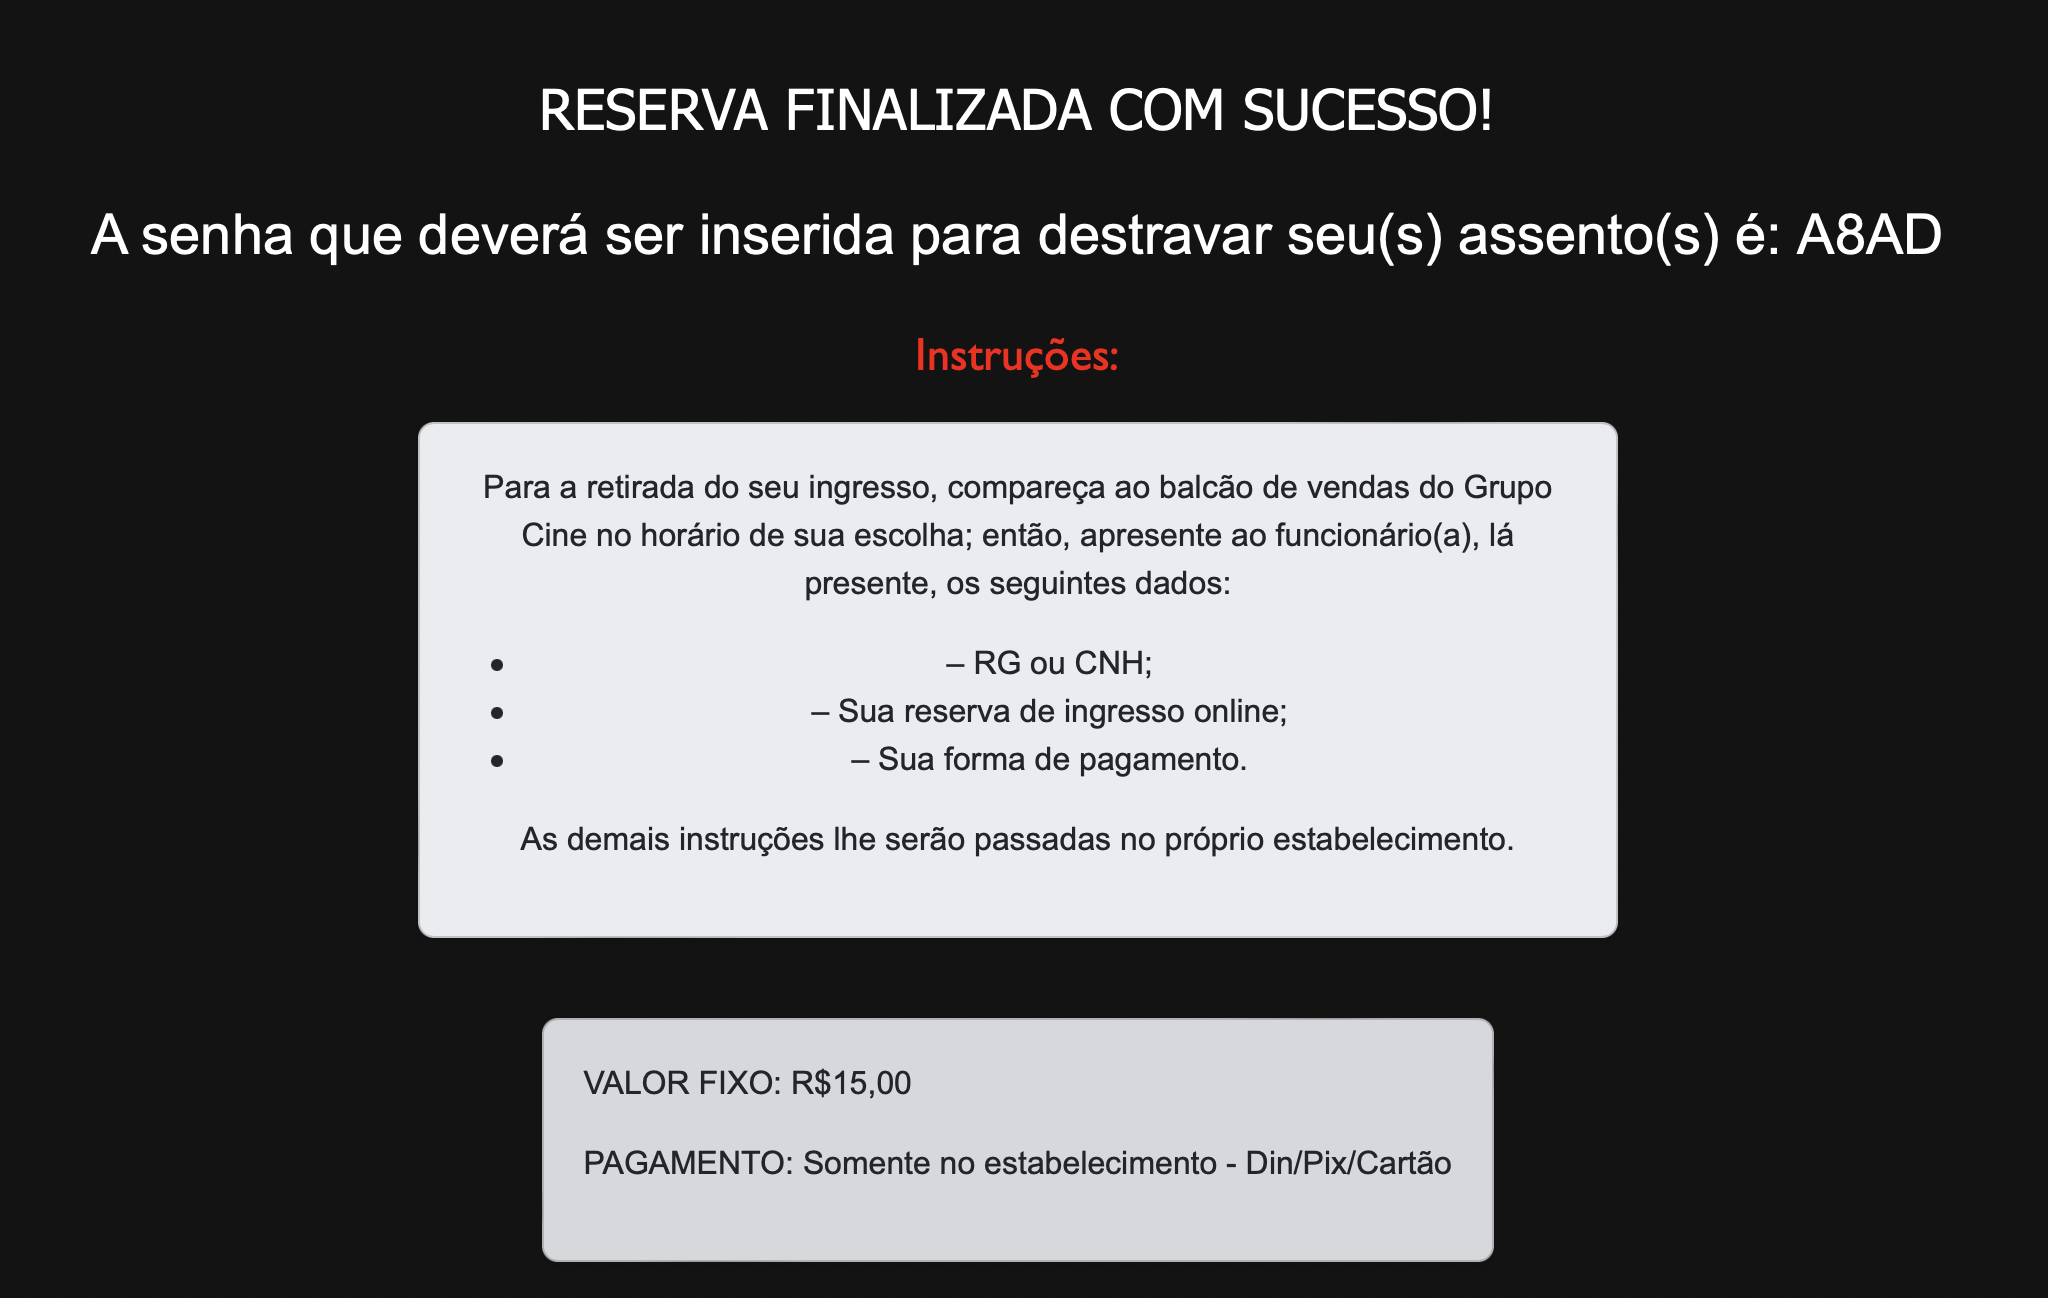 RESERVA FINALIZADA COM SUCESSO!
A senha que deverá ser inserida para destravar seu(s) assento(s) é: A8AD
Instruções:
Para a retirada do seu ingresso, compareça ao balcão de vendas do Grupo
Cine no horário de sua escolha; então, apresente ao funcionário(a), lá
presente, os seguintes dados:
• – RG ou CNH;
• – Sua reserva de ingresso online;
• – Sua forma de pagamento.
As demais instruções lhe serão passadas no próprio estabelecimento.
VALOR FIXO: R$15,00
PAGAMENTO: Somente no estabelecimento - Din/Pix/Cartão